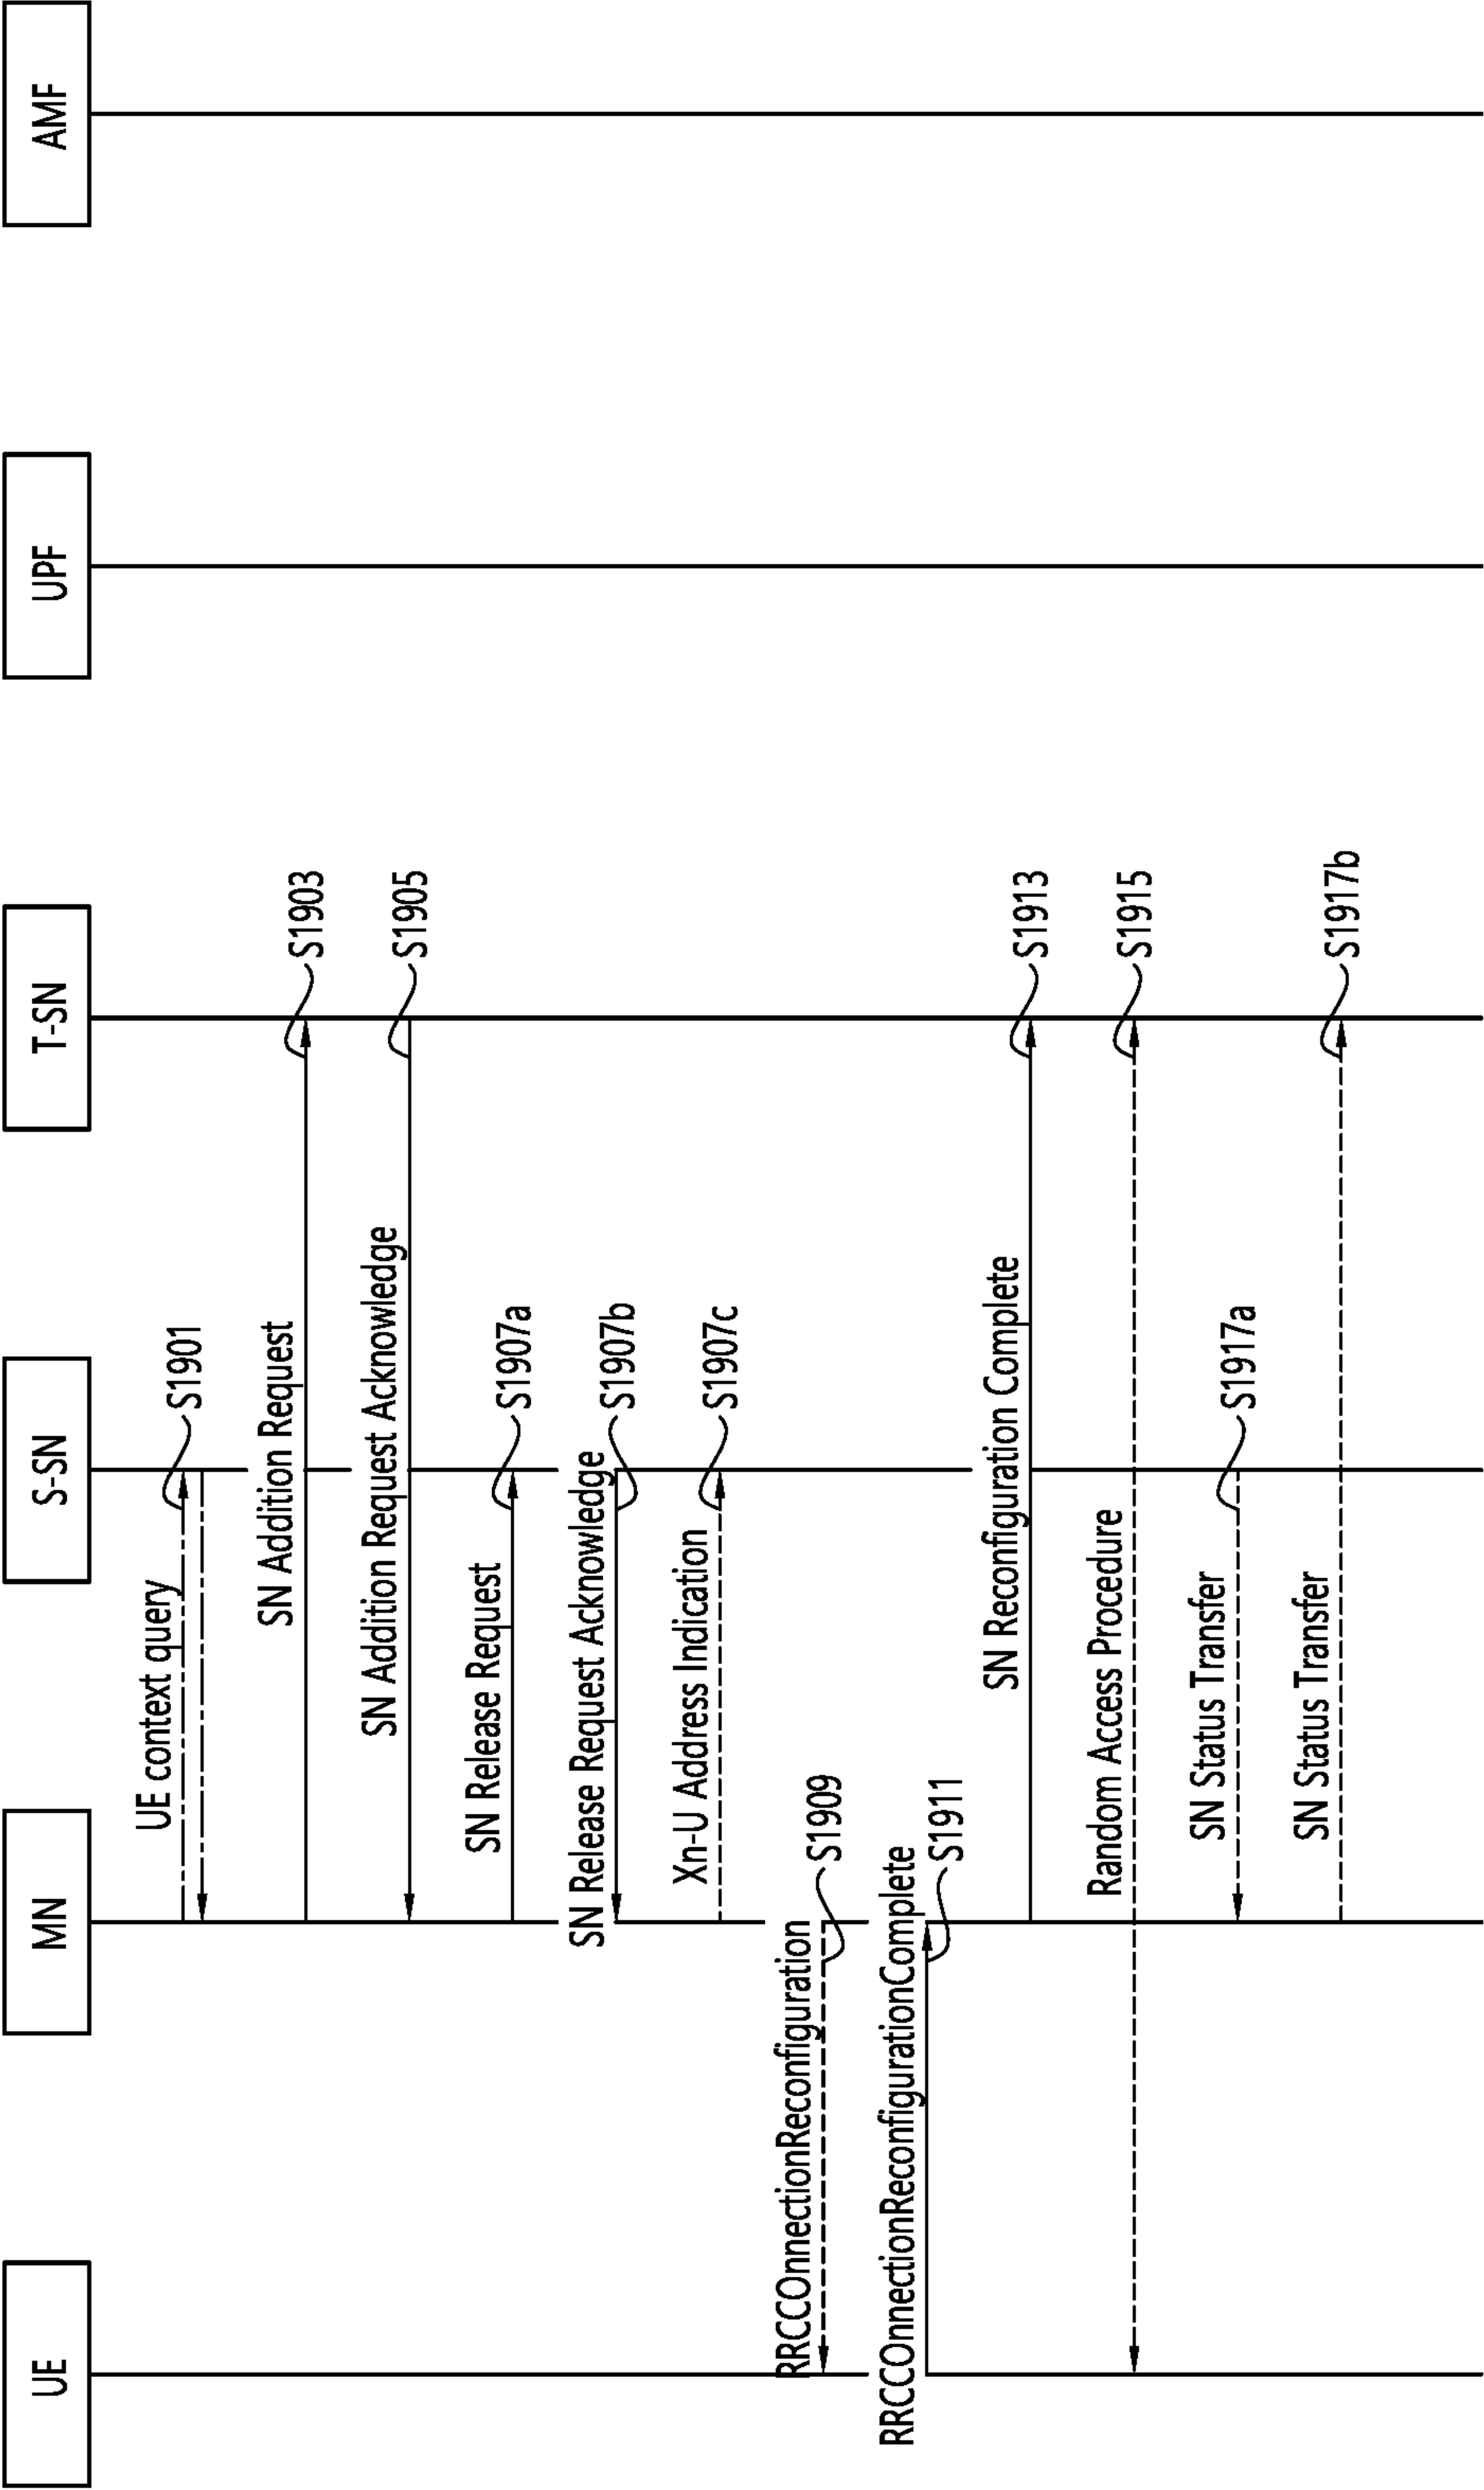 UE
MN
S-SN
T-SN
UPF
AMF
UE context query
S1901
SN Addition Request
S1903
SN Addition Request Acknowledge
S1905
SN Release Request
S1907a
SN Release Request Acknowledge
S1907b
Xn-U Address Indication
S1907c
RRCCOnnectionReconfiguration
S1909
RRCCOnnectionReconfigurationComplete
S1911
SN Reconfiguration Complete
S1913
Random Access Procedure
S1915
SN Status Transfer
S1917a
SN Status Transfer
S1917b